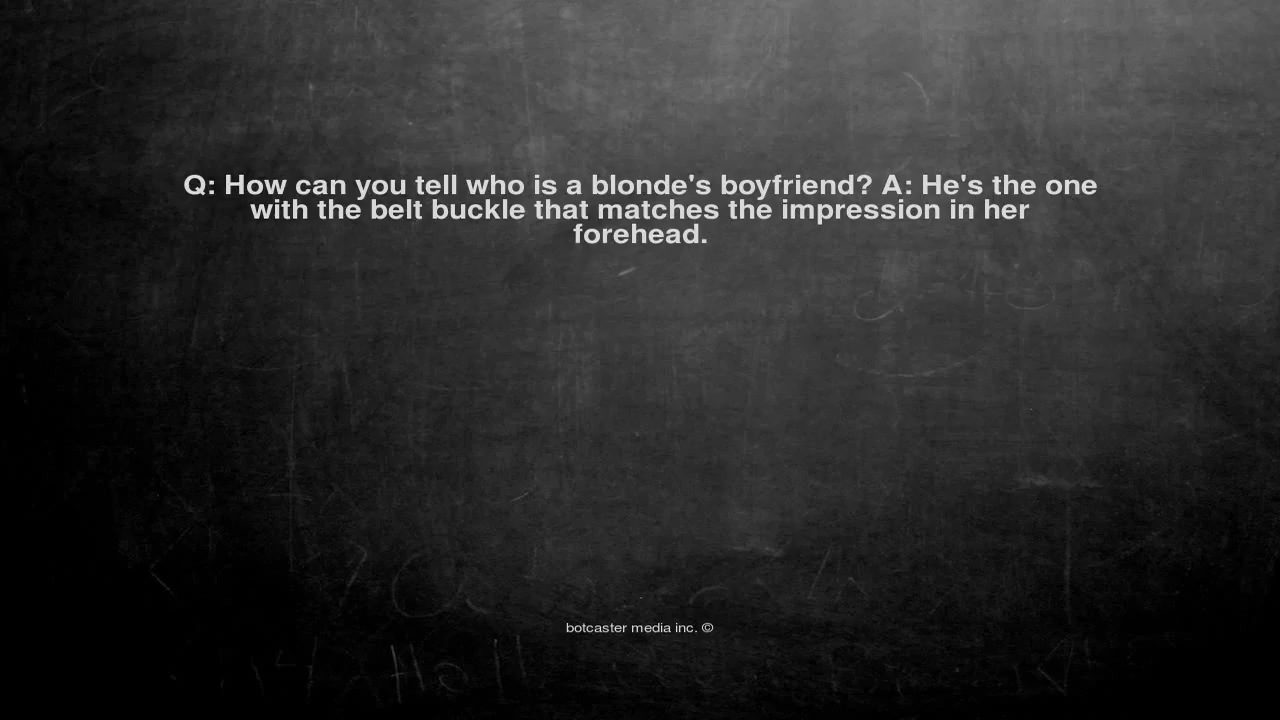 Q: How can you tell who is a blonde's boyfriend? A: He's the one
with the belt buckle that matches the impression in her
forehead.
botcaster media inc. ©